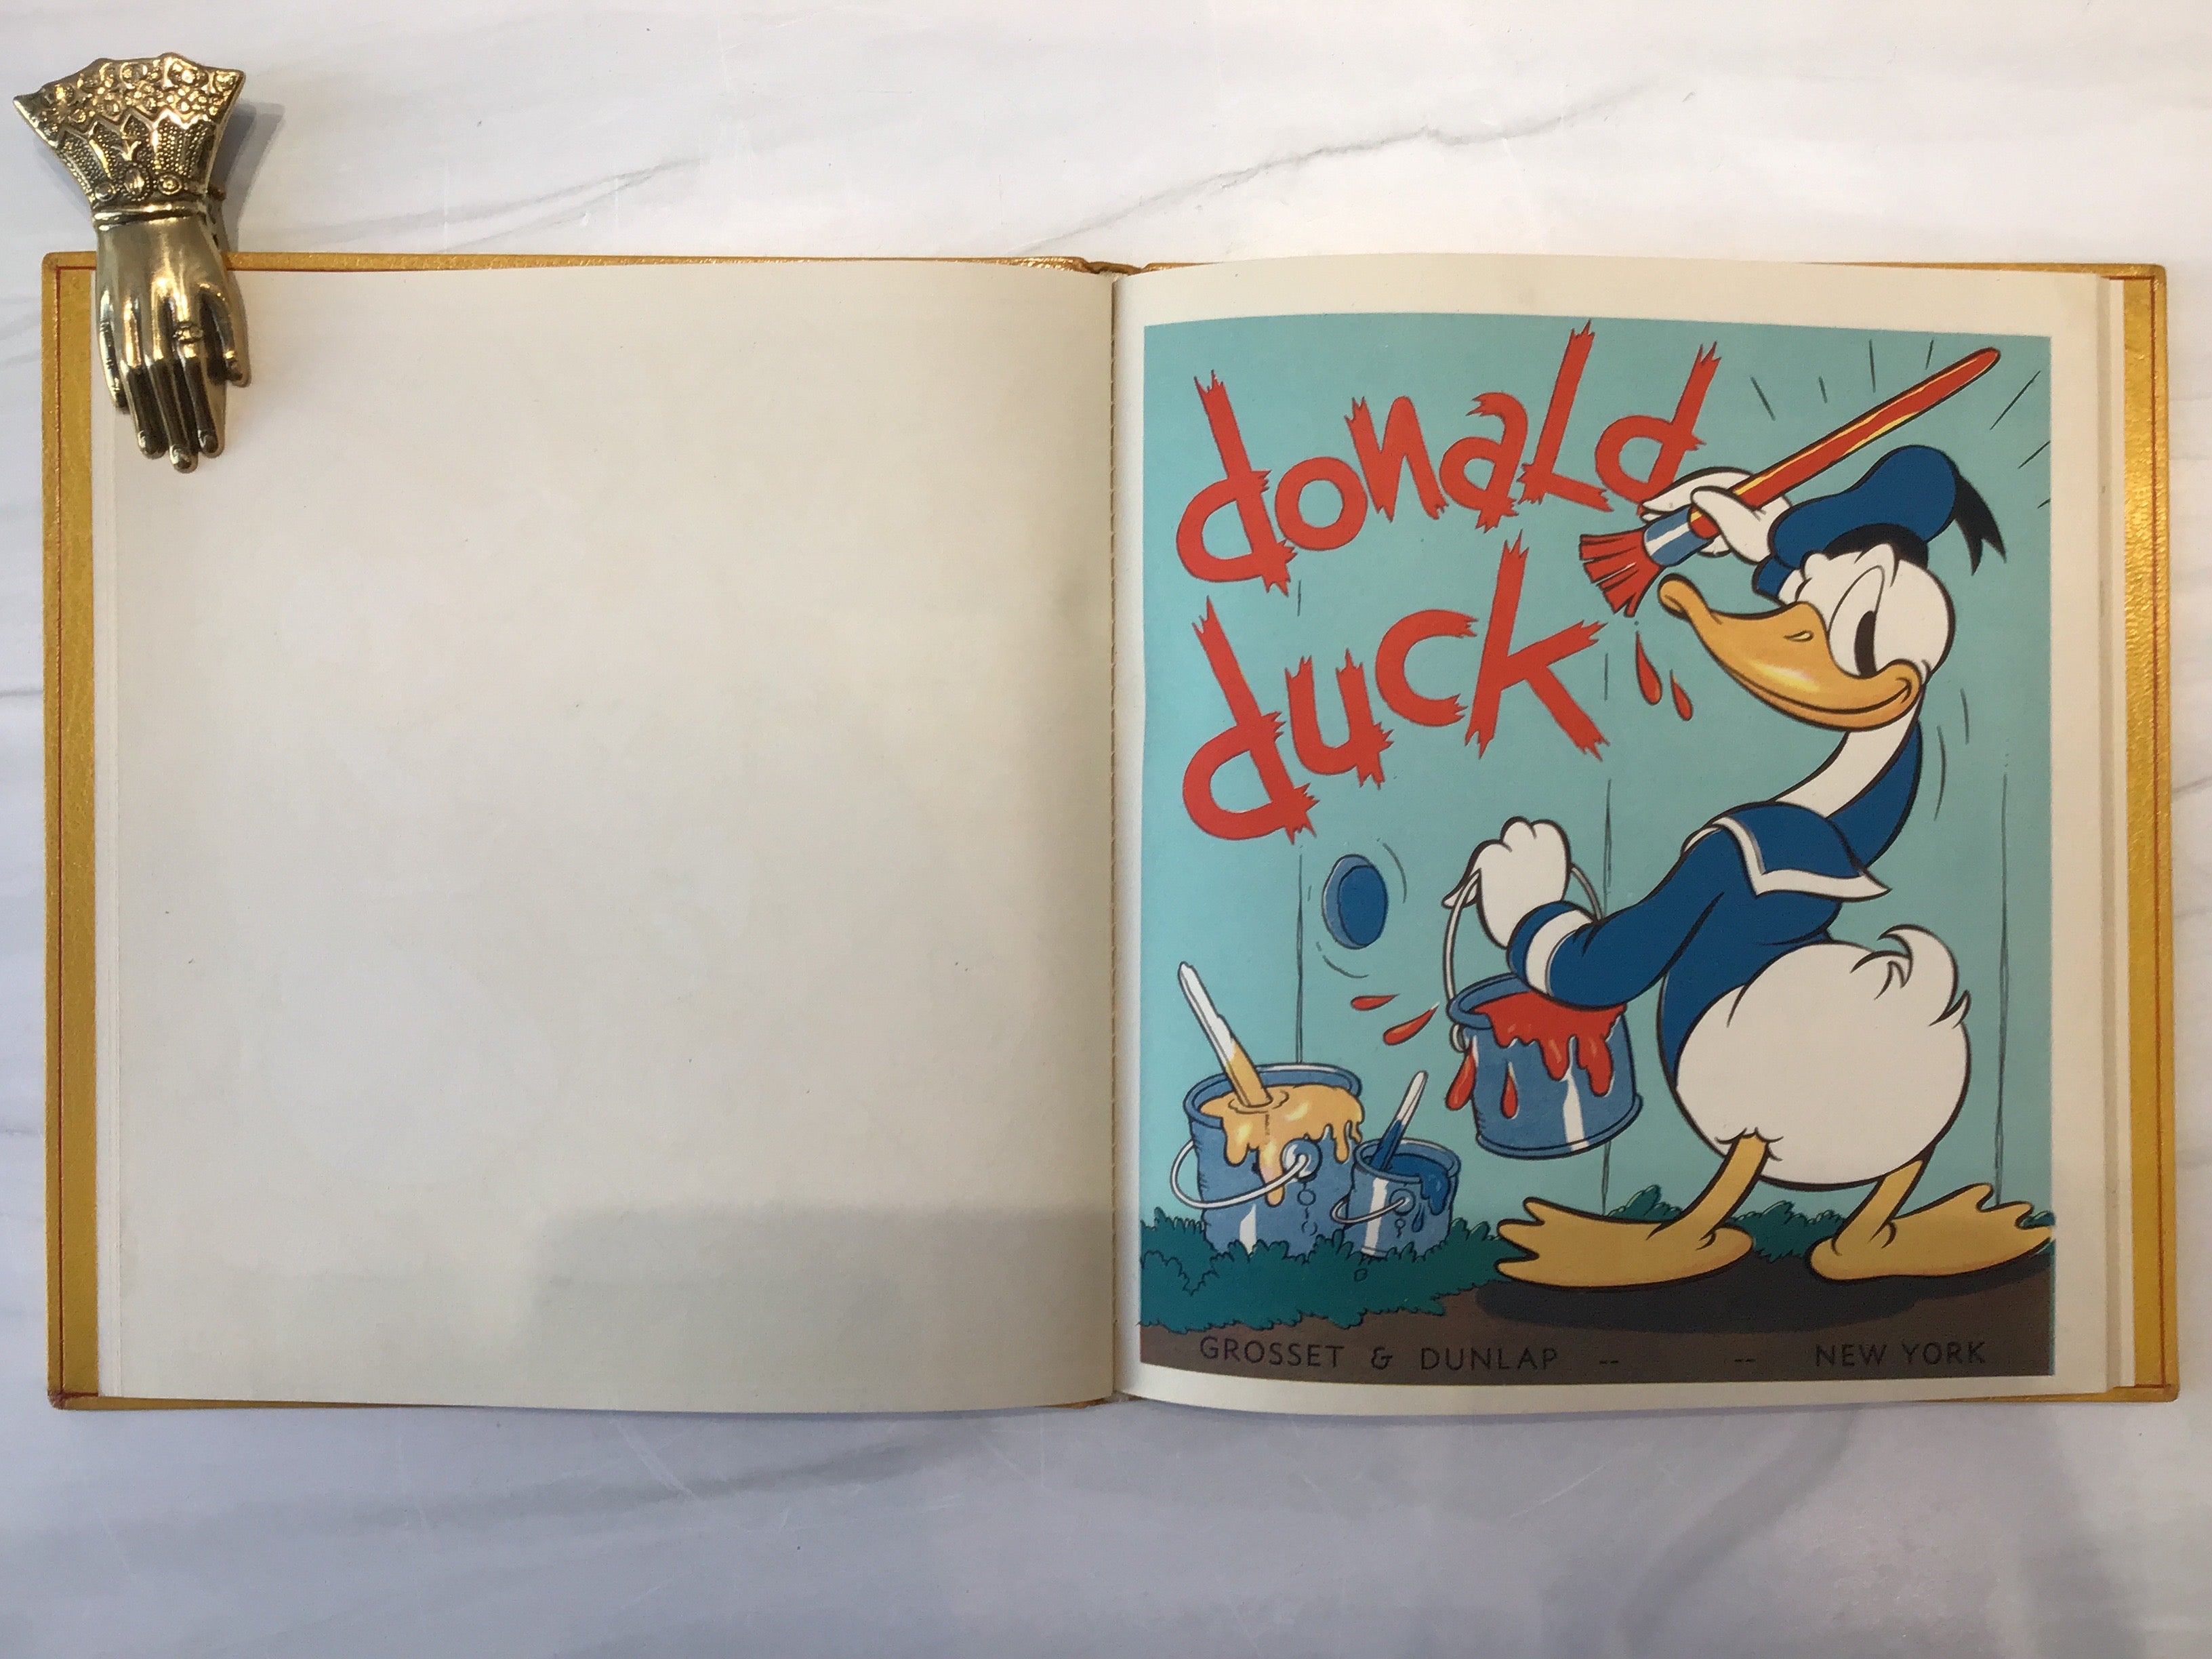 donald
duck
GROSSET & DUNLAP -- -- NEW YORK